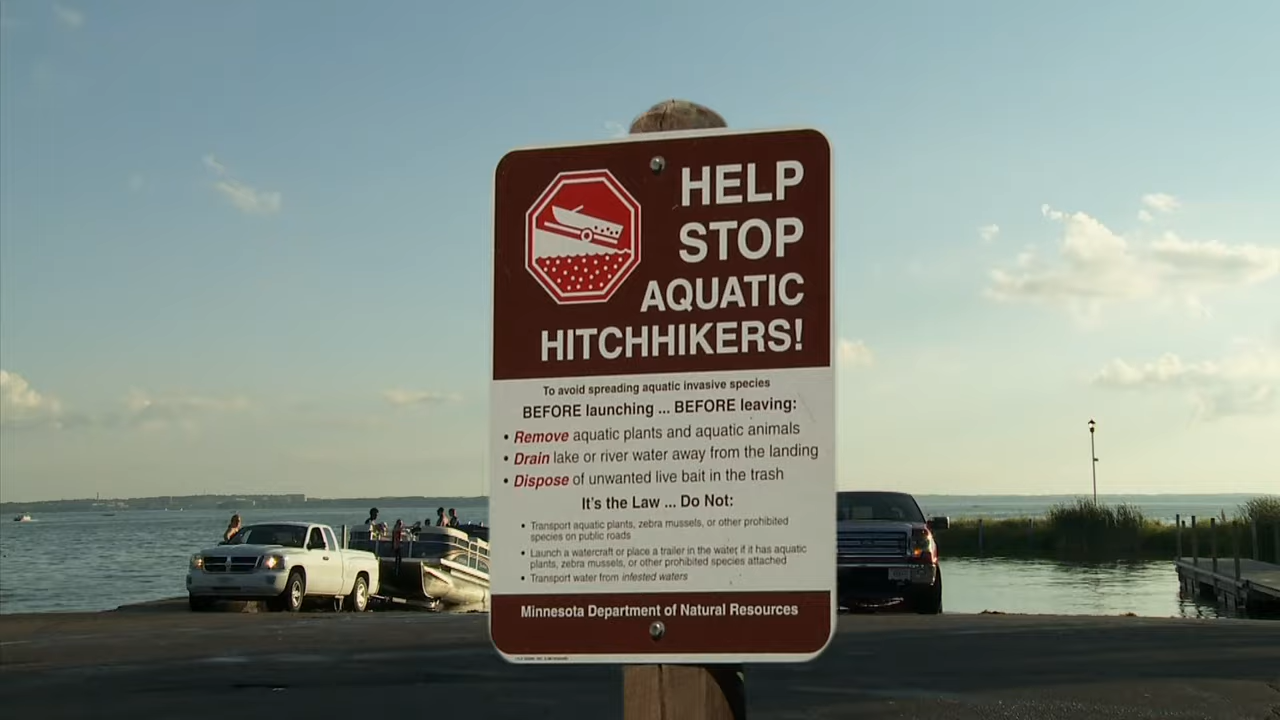 HELP
STOP
AQUATIC
HITCHHIKERS!
To avoid spreading aquatic invasive species
BEFORE launching ... BEFORE leaving:
• Remove aquatic plants and aquatic animals
• Drain lake or river water away from the landing
• Dispose of unwanted live bait in the trash
It's the Law ... Do Not:
• Transport aquatic plants, zebra mussels, or other prohibited
species on public roads
• Launch a watercraft or place a trailer in the water if it has aquatic
plants, zebra mussels, or other prohibited species attached
• Transport water from infested waters
Minnesota Department of Natural Resources